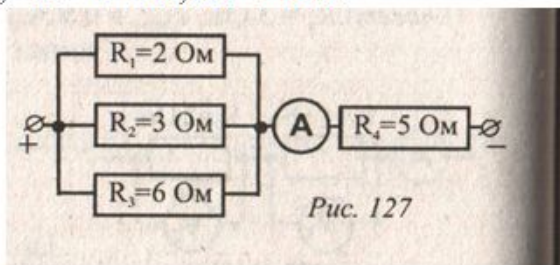 R₁=2 Ом
R₂=3 Ом
A
R₄=5 Ом
+
−
R₃=6 Ом
Рис. 127